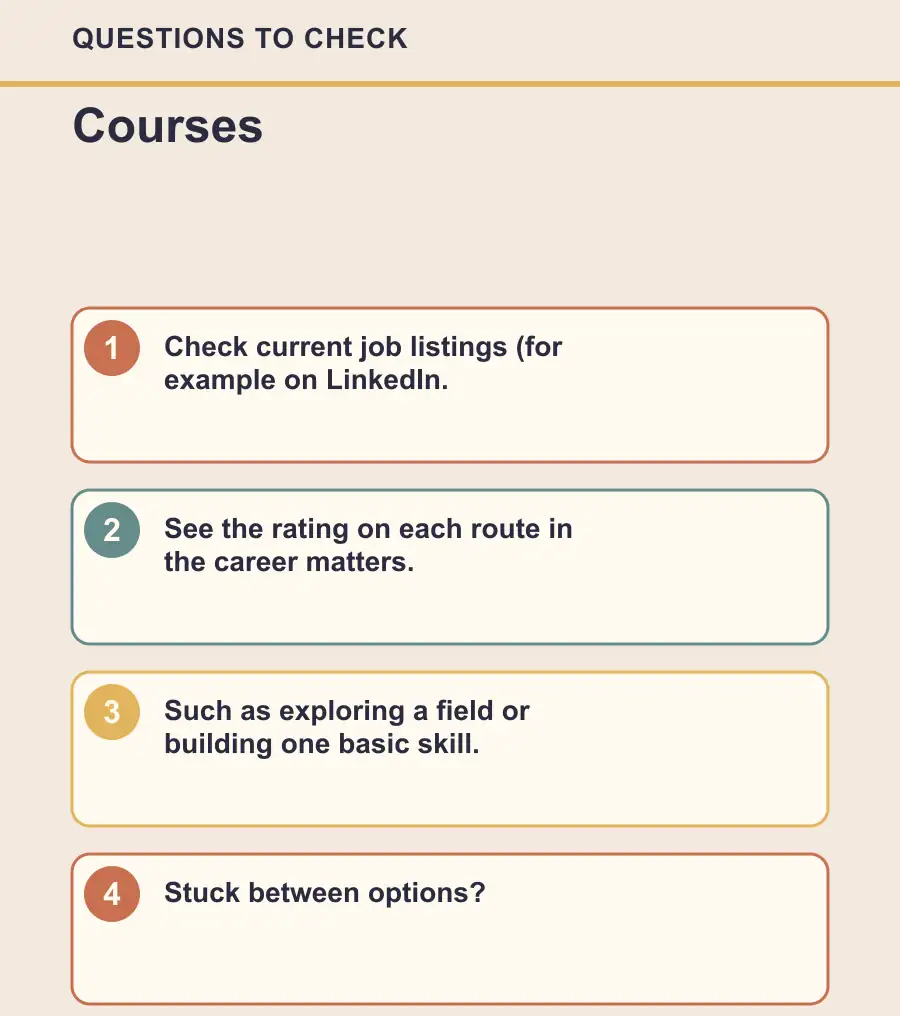 QUESTIONS TO CHECK
Courses
1
Check current job listings (for
example on LinkedIn.
2
See the rating on each route in
the career matters.
3
Such as exploring a field or
building one basic skill.
4
Stuck between options?